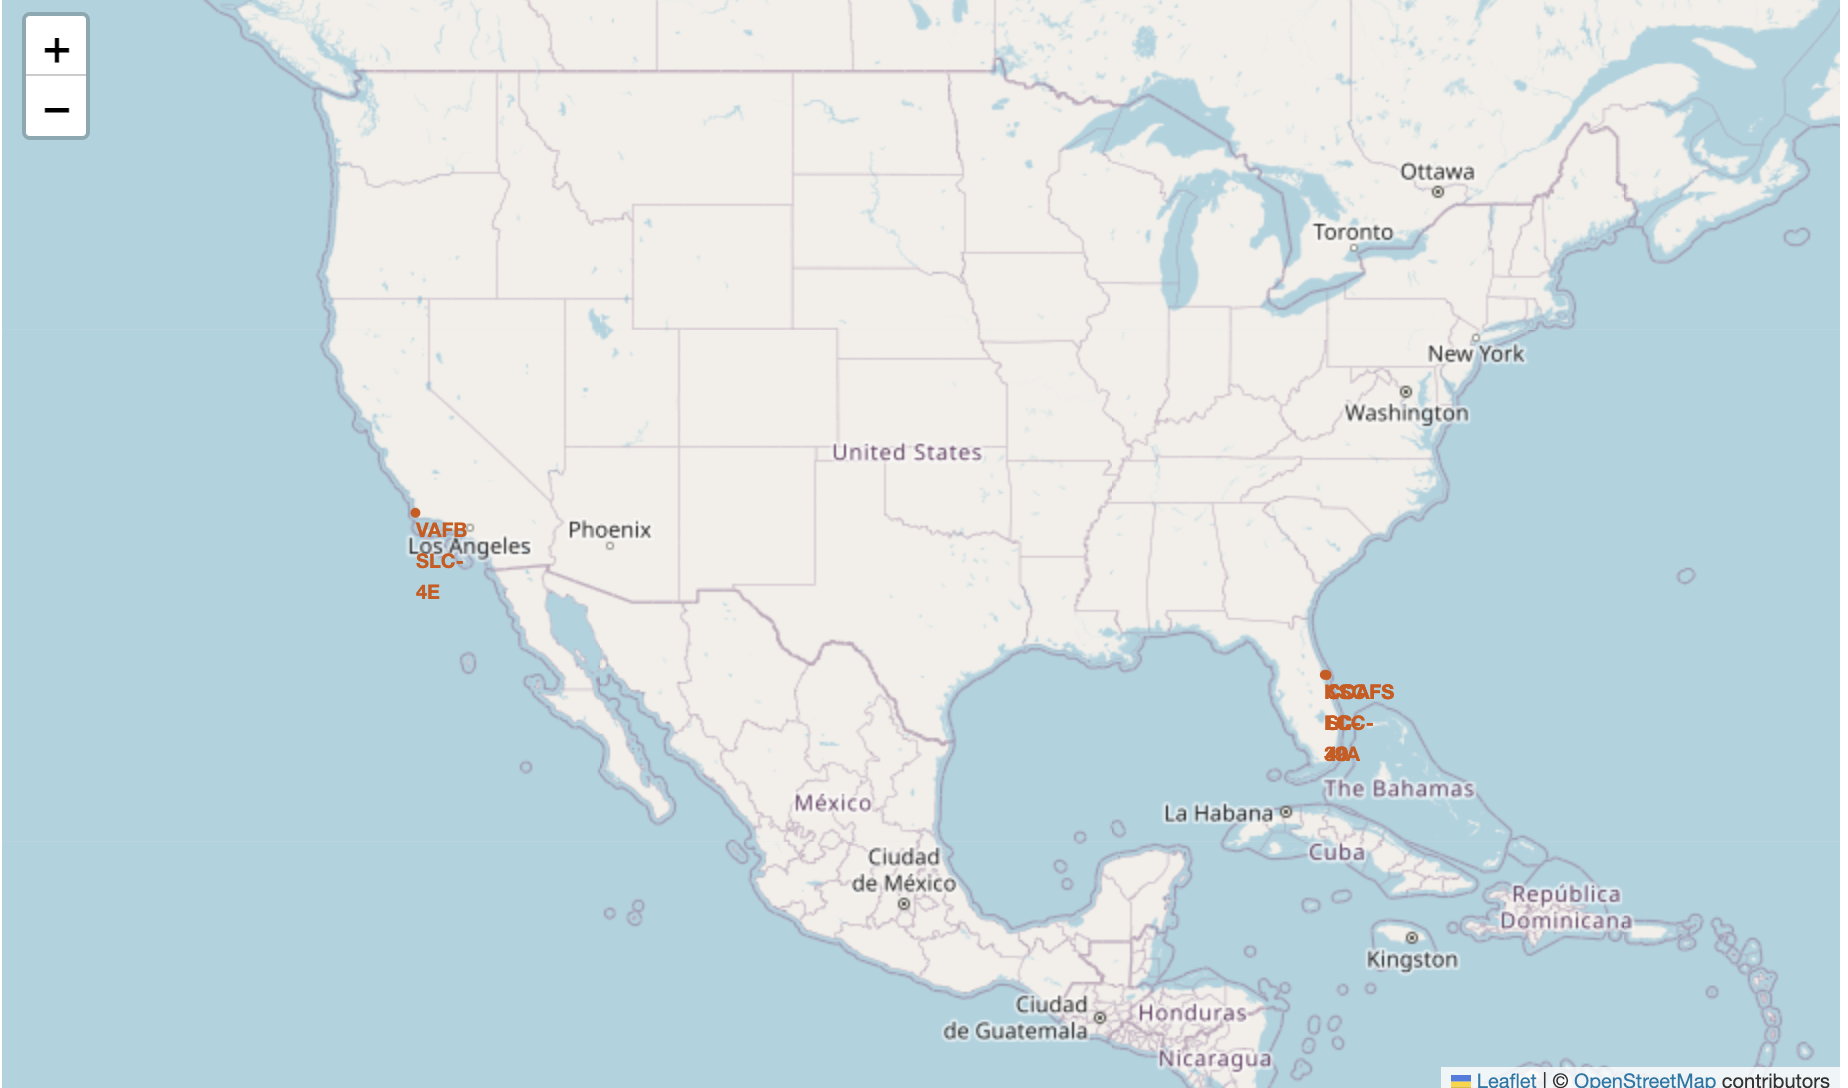 +
−
Ottawa
Toronto
New York
Washington
United States
VAFB
SLC-
4E
Los Angeles
Phoenix
The Bahamas
La Habana
Cuba
México
Ciudad
de México
República
Dominicana
Kingston
Ciudad
de Guatemala
Honduras
Nicaragua
Leaflet | © OpenStreetMap contributors